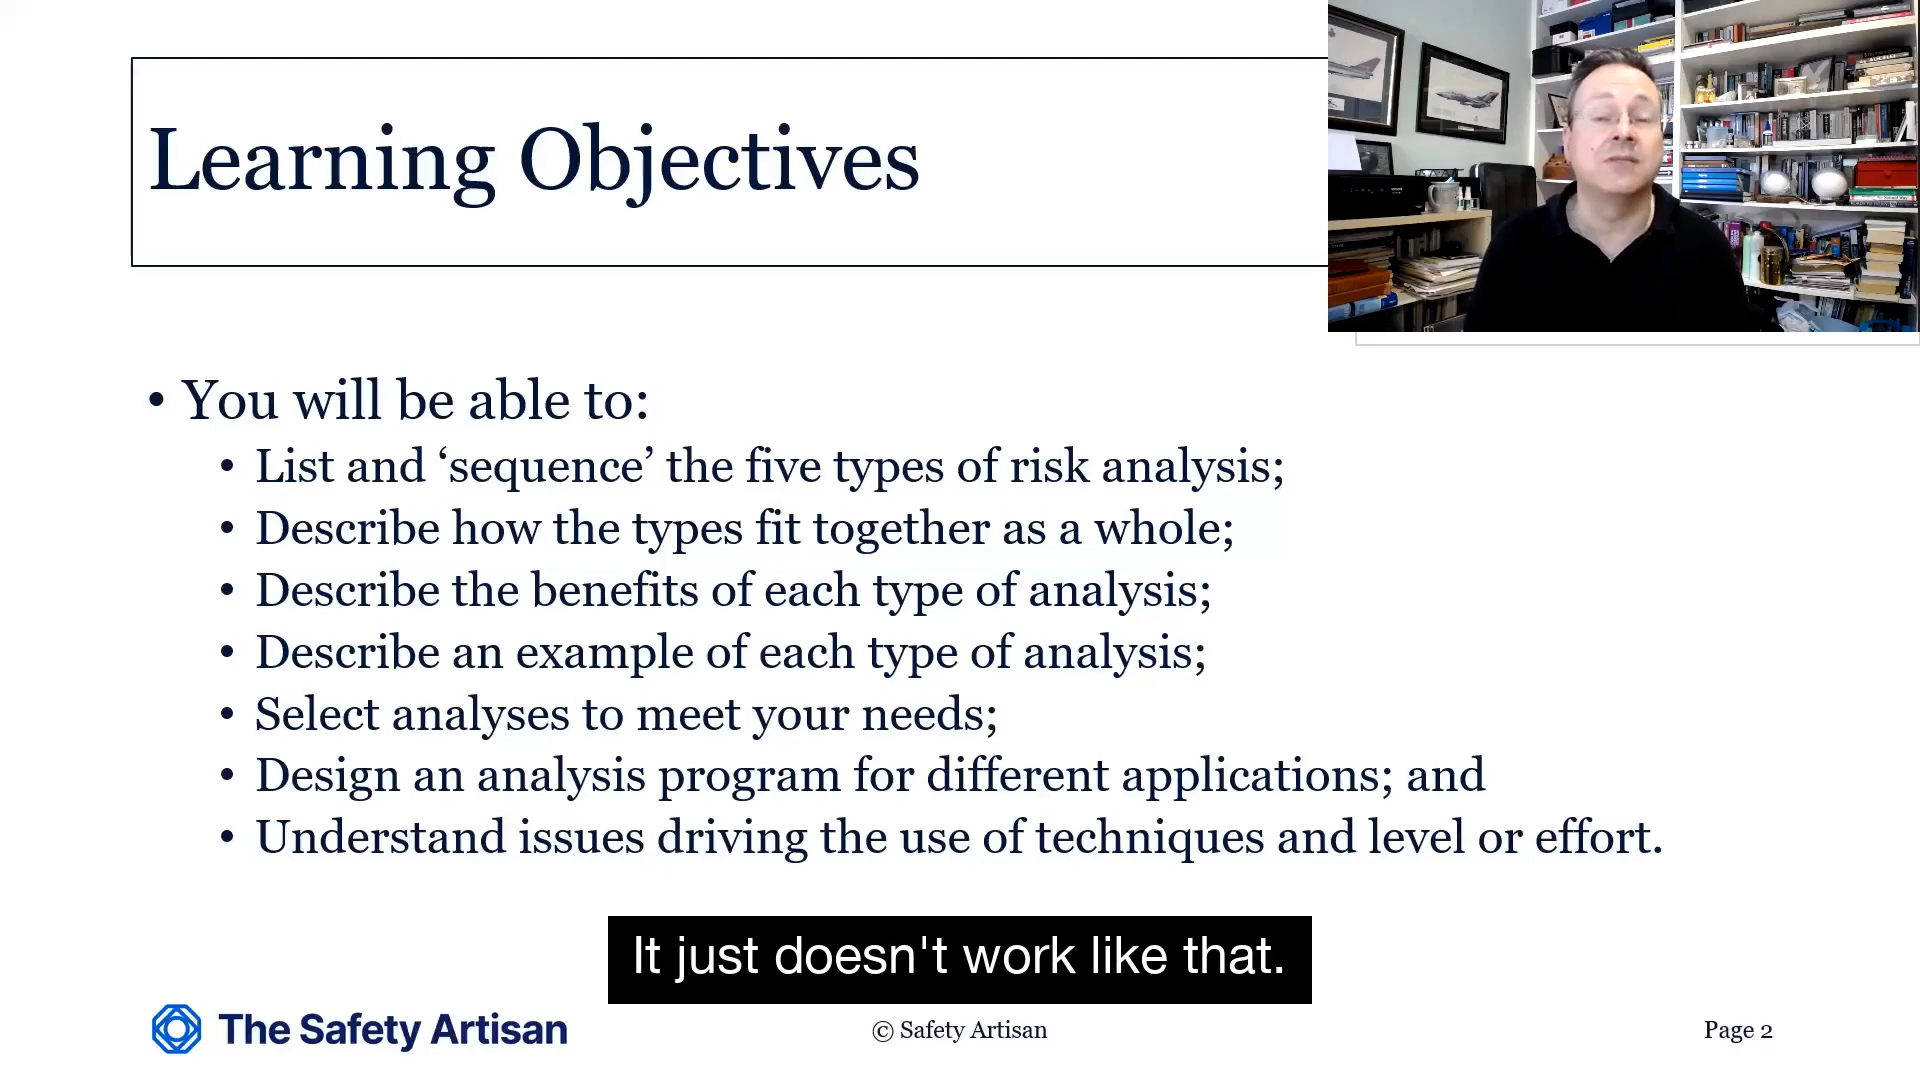 Learning Objectives
• You will be able to:
• List and ‘sequence’ the five types of risk analysis;
• Describe how the types fit together as a whole;
• Describe the benefits of each type of analysis;
• Describe an example of each type of analysis;
• Select analyses to meet your needs;
• Design an analysis program for different applications; and
• Understand issues driving the use of techniques and level or effort.
It just doesn't work like that.
The Safety Artisan
© Safety Artisan
Page 2